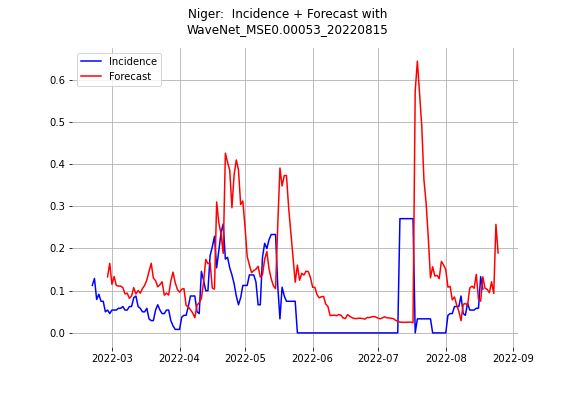 Niger:  Incidence + Forecast with
WaveNet_MSE0.00053_20220815
Incidence
Forecast
0.6
0.5
0.4
0.3
0.2
0.1
0.0
2022-03 2022-04 2022-05 2022-06 2022-07 2022-08 2022-09